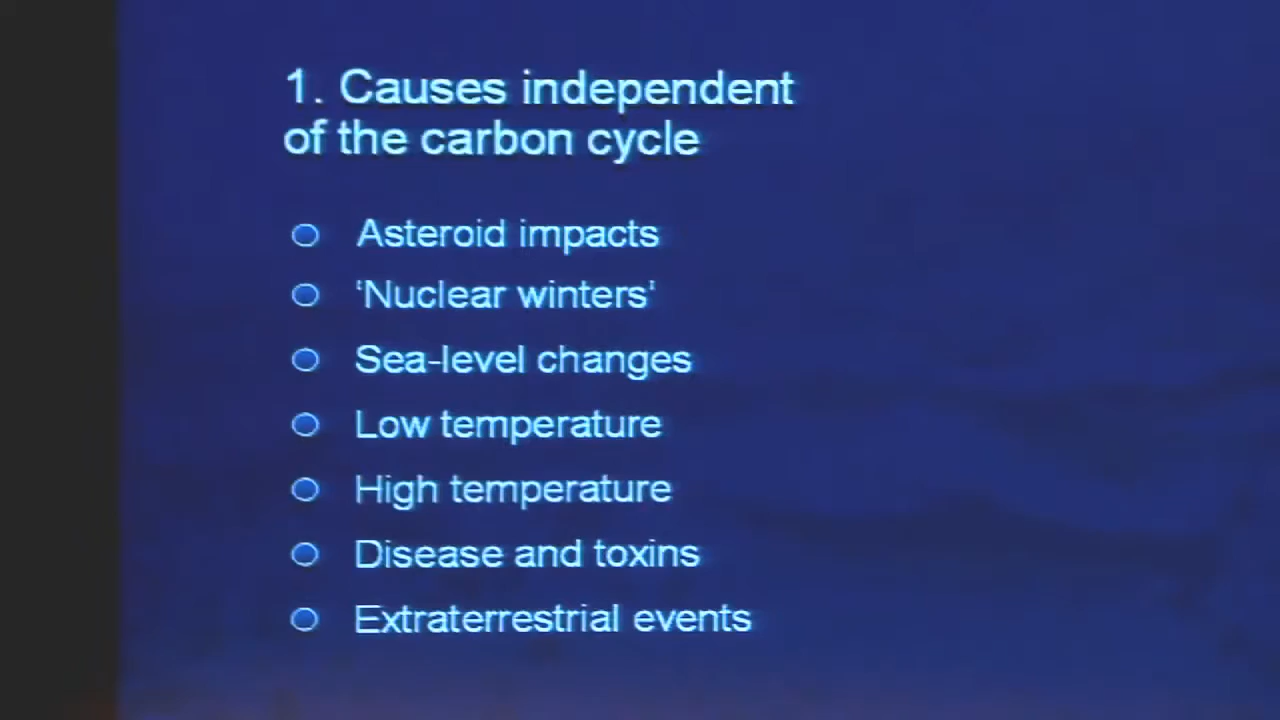 1. Causes independent
of the carbon cycle
Asteroid impacts
‘Nuclear winters‘
Sea-level changes
Low temperature
High temperature
Disease and toxins
Extraterrestrial events